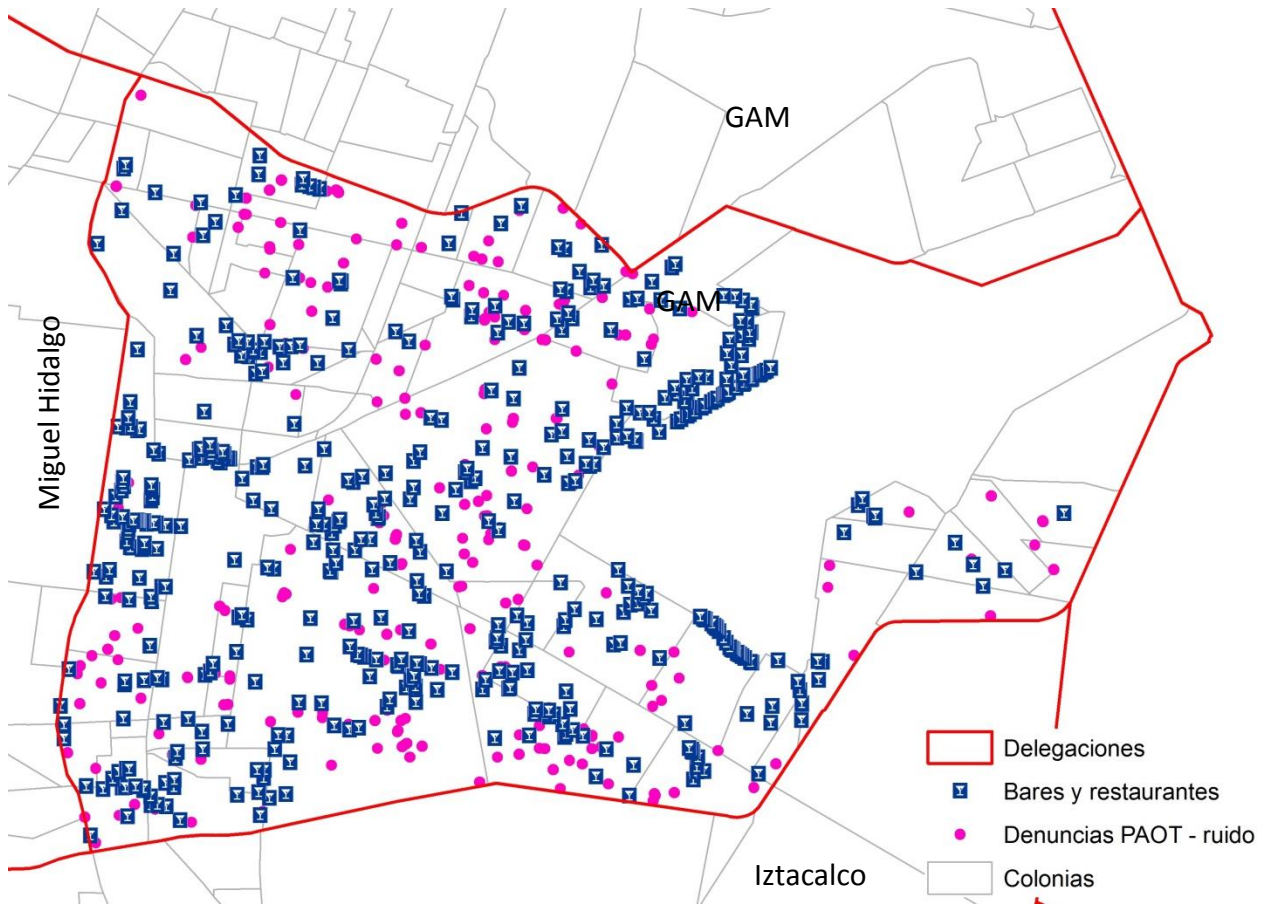 GAM
GAM
Miguel Hidalgo
Delegaciones
Bares y restaurantes
Denuncias PAOT - ruido
Iztacalco
Colonias